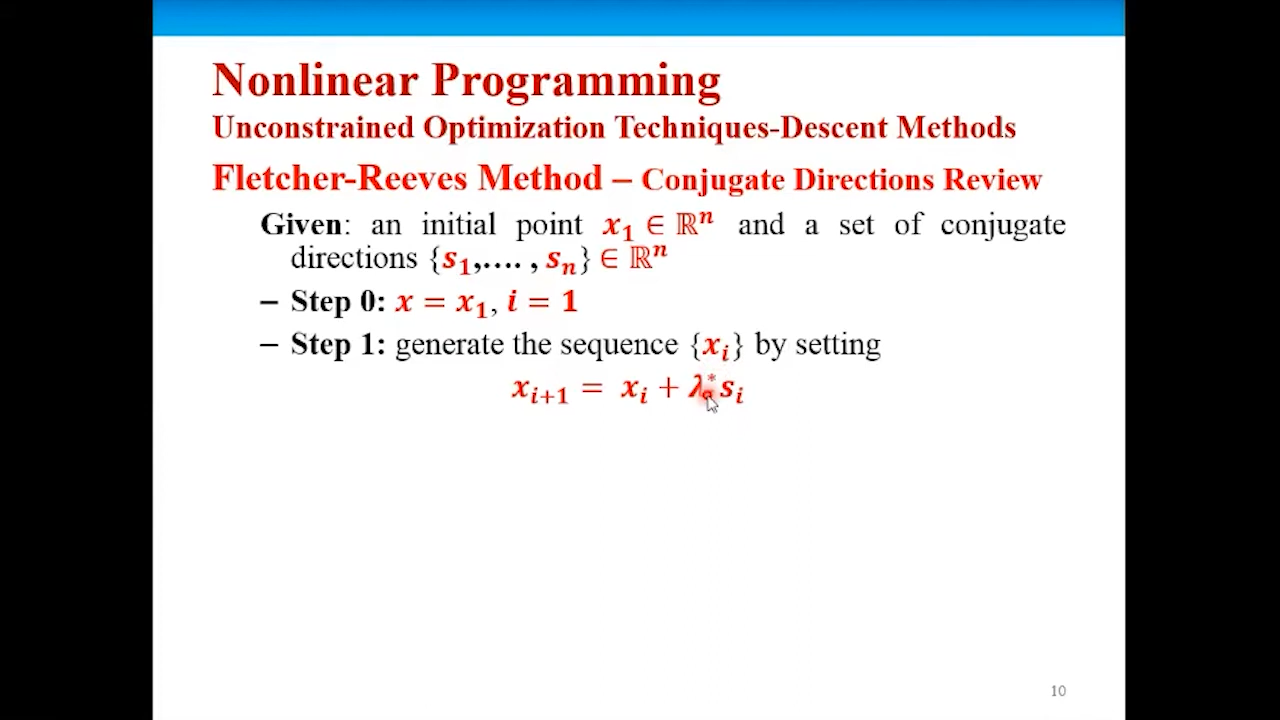 Nonlinear Programming
Unconstrained Optimization Techniques-Descent Methods
Fletcher-Reeves Method – Conjugate Directions Review
Given: an initial point x₁ ∈ ℝⁿ and a set of conjugate
directions {s₁,…. , sₙ} ∈ ℝⁿ
– Step 0: x = x₁, i = 1
– Step 1: generate the sequence {xᵢ} by setting
xᵢ₊₁ = xᵢ + λ* sᵢ
10